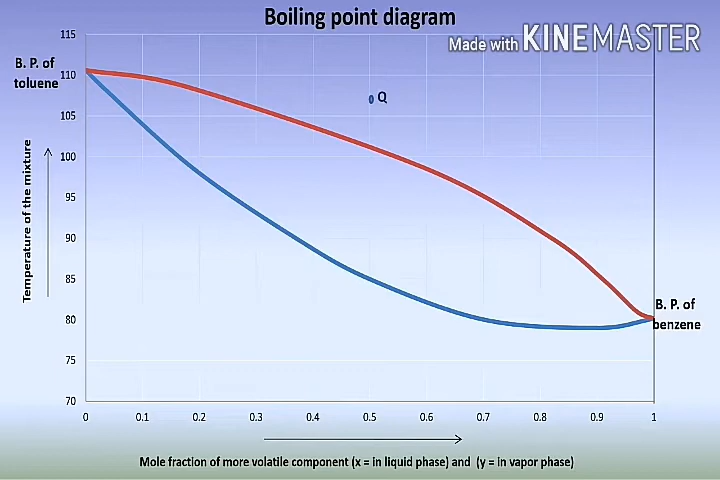 Boiling point diagram
Made with KINEMASTER
B. P. of
toluene
115
110
105
100
95
90
85
80
75
70
Q
B. P. of
benzene
Temperature of the mixture
0 0.1 0.2 0.3 0.4 0.5 0.6 0.7 0.8 0.9 1
Mole fraction of more volatile component (x = in liquid phase) and (y = in vapor phase)